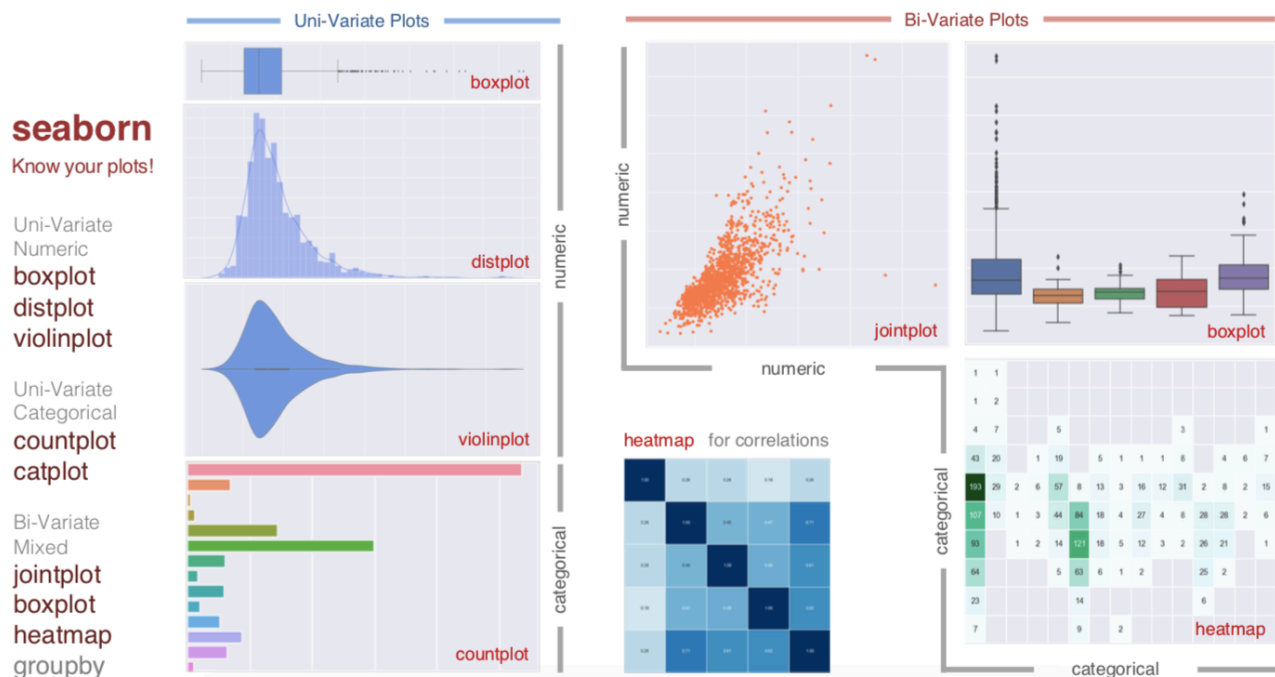 Uni-Variate Plots
Bi-Variate Plots
seaborn
Know your plots!
Uni-Variate
Numeric
boxplot
distplot
violinplot
Uni-Variate
Categorical
countplot
catplot
Bi-Variate
Mixed
jointplot
boxplot
heatmap
groupby
boxplot
distplot
violinplot
countplot
numeric
categorical
numeric
jointplot
numeric
boxplot
heatmap for correlations
categorical
1 1
1 2
4 7 5 3 1
43 20 1 19 5 1 1 1 8 4 6 7
193 29 2 6 57 8 13 3 16 12 31 2 8 2 15
107 10 1 3 44 84 18 4 27 4 8 28 28 2 6
93 1 2 14 121 18 5 12 3 2 26 21 1
64 5 63 6 1 2 25 2
23 14 6
7 9 2
heatmap
categorical